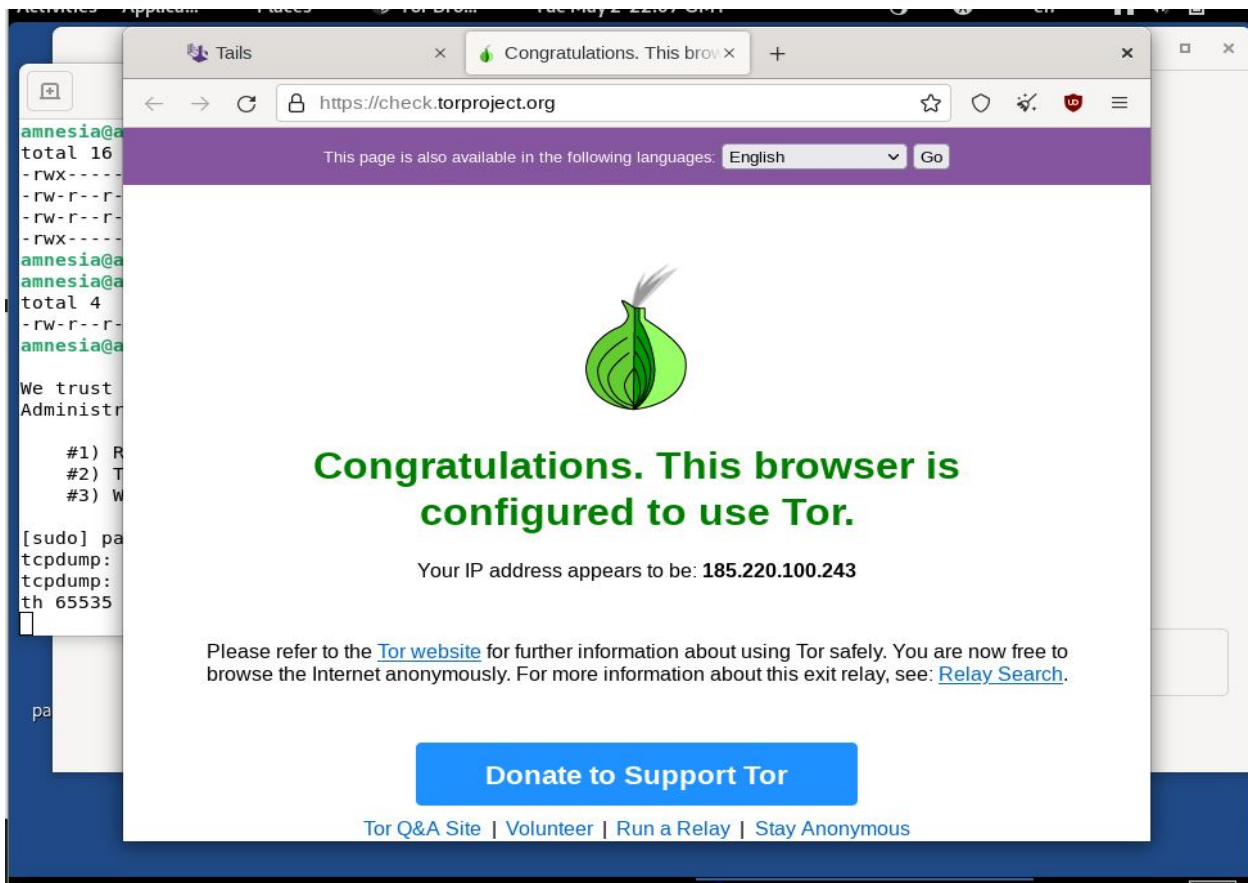 Tails
Congratulations. This brow
https://check.torproject.org
This page is also available in the following languages: English Go
amnesia@a
total 16
-rwx-----
-rw-r--r-
-rw-r--r-
-rwx-----
amnesia@a
amnesia@a
total 4
-rw-r--r-
amnesia@a
We trust
Administr
#1) R
#2) T
#3) W
[sudo] pa
tcpdump:
tcpdump:
th 65535
pa
Congratulations. This browser is
configured to use Tor.
Your IP address appears to be: 185.220.100.243
Please refer to the Tor website for further information about using Tor safely. You are now free to
browse the Internet anonymously. For more information about this exit relay, see: Relay Search.
Donate to Support Tor
Tor Q&A Site | Volunteer | Run a Relay | Stay Anonymous